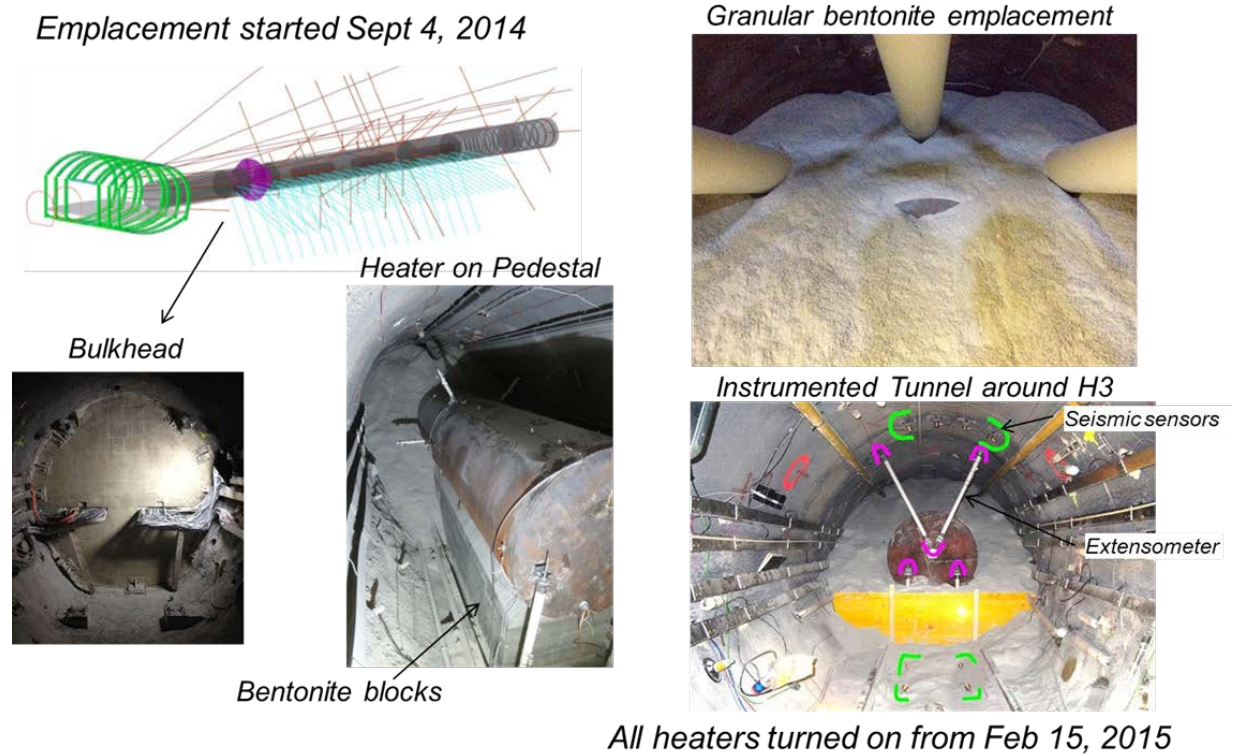 Emplacement started Sept 4, 2014
Granular bentonite emplacement
Heater on Pedestal
Bulkhead
Instrumented Tunnel around H3
Seismic sensors
Extensometer
Bentonite blocks
All heaters turned on from Feb 15, 2015